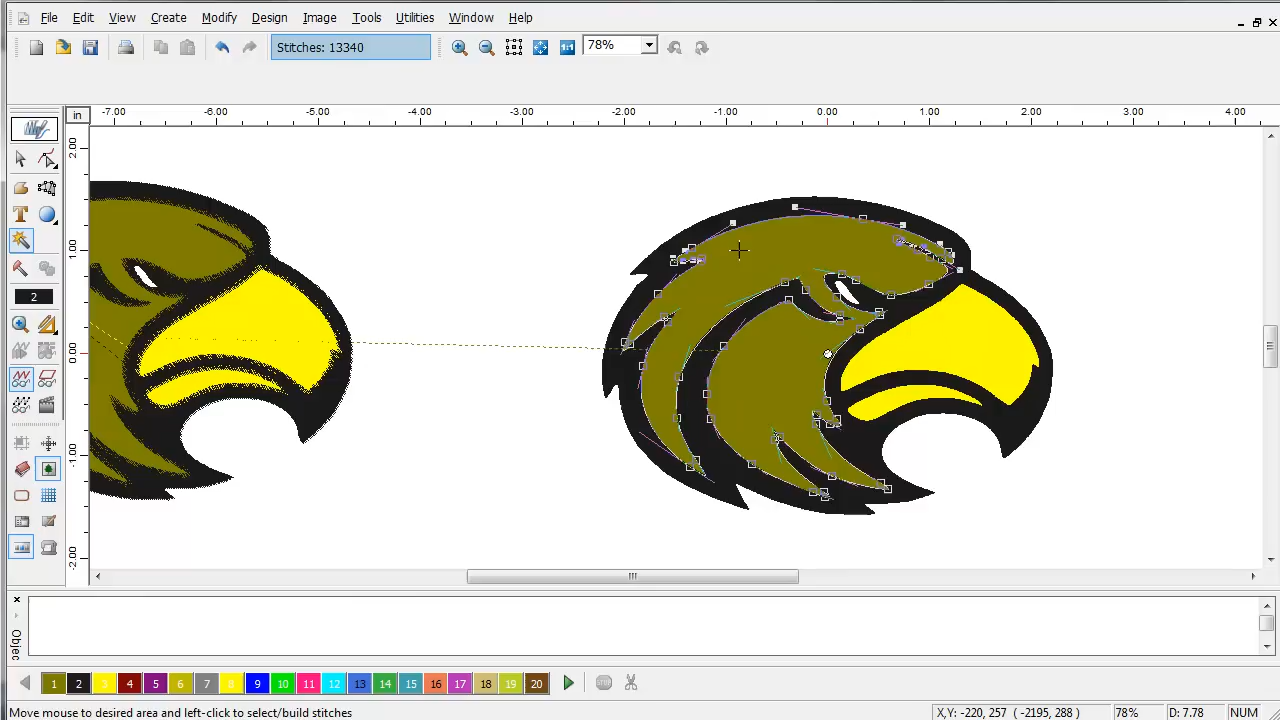 File Edit View Create Modify Design Image Tools Utilities Window Help
Stitches: 13340
1:1
78%
in
-7.00 -6.00 -5.00 -4.00 -3.00 -2.00 -1.00 0.00 1.00 2.00 3.00 4.00
2.00
1.00
0.00
-1.00
-2.00
T
2
Objec
1 2 3 4 5 6 7 8 9 10 11 12 13 14 15 16 17 18 19 20
Move mouse to desired area and left-click to select/build stitches
X,Y: -220, 257 ( -2195, 288 ) 78% D: 7.78 NUM